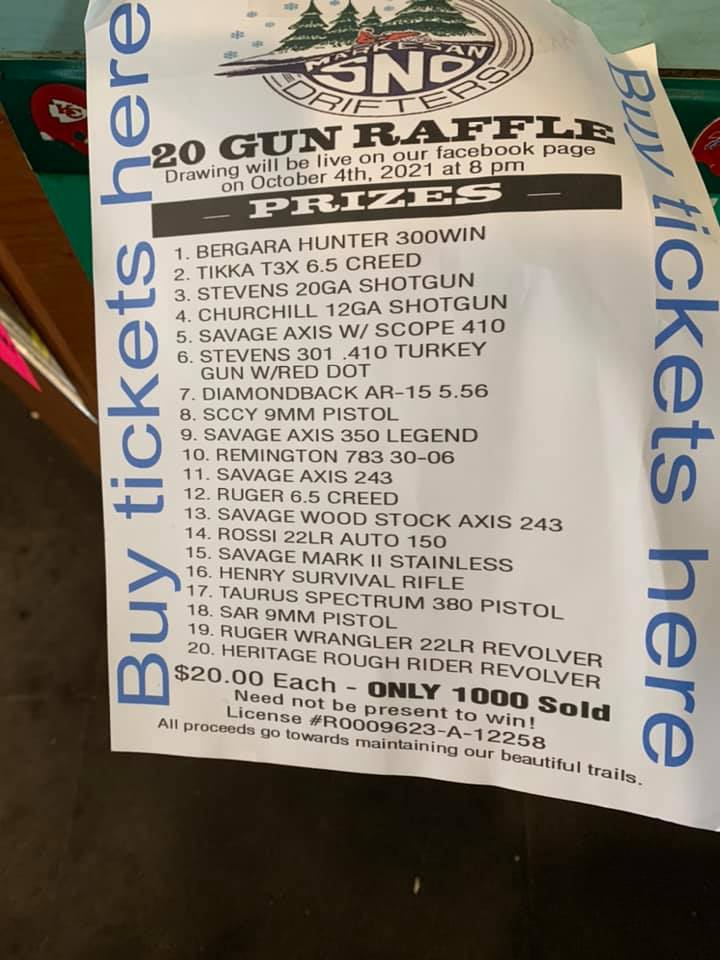 MARKESAN
SNO
DRIFTERS
20 GUN RAFFLE
Drawing will be live on our facebook page
on October 4th, 2021 at 8 pm
— PRIZES —
1. BERGARA HUNTER 300WIN
2. TIKKA T3X 6.5 CREED
3. STEVENS 20GA SHOTGUN
4. CHURCHILL 12GA SHOTGUN
5. SAVAGE AXIS W/ SCOPE 410
6. STEVENS 301 .410 TURKEY
GUN W/RED DOT
7. DIAMONDBACK AR-15 5.56
8. SCCY 9MM PISTOL
9. SAVAGE AXIS 350 LEGEND
10. REMINGTON 783 30-06
11. SAVAGE AXIS 243
12. RUGER 6.5 CREED
13. SAVAGE WOOD STOCK AXIS 243
14. ROSSI 22LR AUTO 150
15. SAVAGE MARK II STAINLESS
16. HENRY SURVIVAL RIFLE
17. TAURUS SPECTRUM 380 PISTOL
18. SAR 9MM PISTOL
19. RUGER WRANGLER 22LR REVOLVER
20. HERITAGE ROUGH RIDER REVOLVER
$20.00 Each - ONLY 1000 Sold
Need not be present to win!
License #R0009623-A-12258
All proceeds go towards maintaining our beautiful trails.
Buy tickets here
Buy tickets here
KC